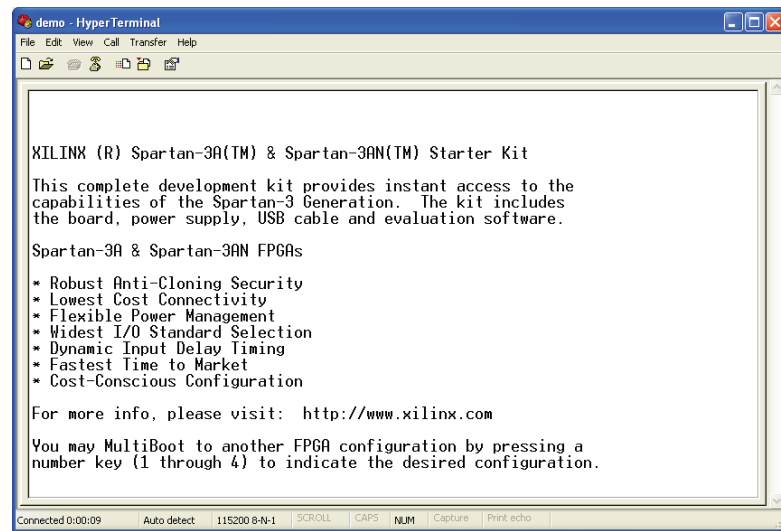 demo - HyperTerminal
File Edit View Call Transfer Help
XILINX (R) Spartan-3A(TM) & Spartan-3AN(TM) Starter Kit
This complete development kit provides instant access to the
capabilities of the Spartan-3 Generation.  The kit includes
the board, power supply, USB cable and evaluation software.
Spartan-3A & Spartan-3AN FPGAs
* Robust Anti-Cloning Security
* Lowest Cost Connectivity
* Flexible Power Management
* Widest I/O Standard Selection
* Dynamic Input Delay Timing
* Fastest Time to Market
* Cost-Conscious Configuration
For more info, please visit:  http://www.xilinx.com
You may MultiBoot to another FPGA configuration by pressing a
number key (1 through 4) to indicate the desired configuration.
Connected 0:00:09 Auto detect 115200 8-N-1 SCROLL CAPS NUM Capture Print echo